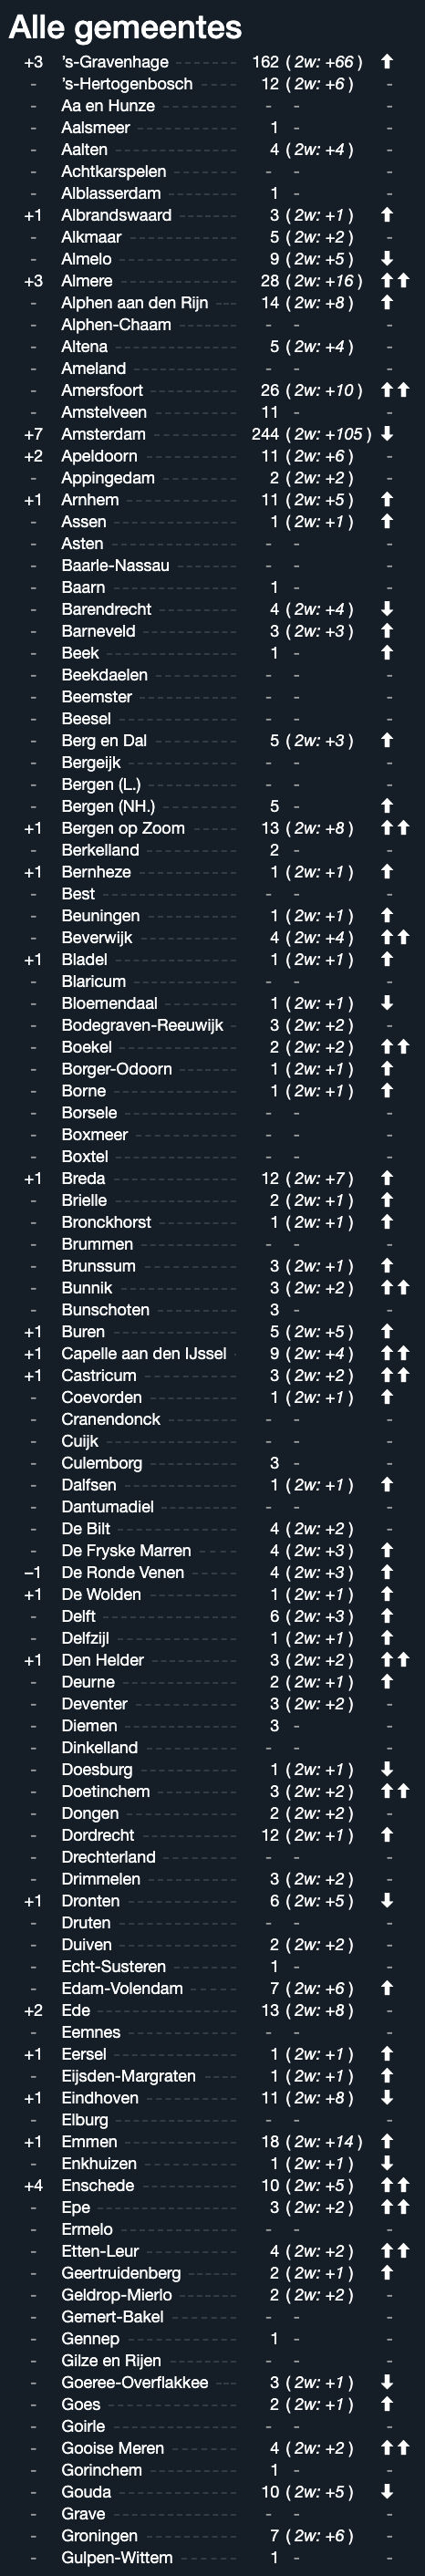 Alle gemeentes
+3 's-Gravenhage 162 ( 2w: +66 ) ⬆
- 's-Hertogenbosch 12 ( 2w: +6 ) -
- Aa en Hunze - - -
- Aalsmeer 1 - -
- Aalten 4 ( 2w: +4 ) -
- Achtkarspelen - - -
- Alblasserdam 1 - -
+1 Albrandswaard 3 ( 2w: +1 ) ⬆
- Alkmaar 5 ( 2w: +2 ) -
- Almelo 9 ( 2w: +5 ) ⬇
+3 Almere 28 ( 2w: +16 ) ⬆⬆
- Alphen aan den Rijn 14 ( 2w: +8 ) ⬆
- Alphen-Chaam - - -
- Altena 5 ( 2w: +4 ) -
- Ameland - - -
- Amersfoort 26 ( 2w: +10 ) ⬆⬆
- Amstelveen 11 - -
+7 Amsterdam 244 ( 2w: +105 ) ⬇
+2 Apeldoorn 11 ( 2w: +6 ) -
- Appingedam 2 ( 2w: +2 ) -
+1 Arnhem 11 ( 2w: +5 ) ⬆
- Assen 1 ( 2w: +1 ) ⬆
- Asten - - -
- Baarle-Nassau - - -
- Baarn 1 - -
- Barendrecht 4 ( 2w: +4 ) ⬇
- Barneveld 3 ( 2w: +3 ) ⬆
- Beek 1 - ⬆
- Beekdaelen - - -
- Beemster - - -
- Beesel - - -
- Berg en Dal 5 ( 2w: +3 ) ⬆
- Bergeijk - - -
- Bergen (L.) - - -
- Bergen (NH.) 5 - ⬆
+1 Bergen op Zoom 13 ( 2w: +8 ) ⬆⬆
- Berkelland 2 - -
+1 Bernheze 1 ( 2w: +1 ) ⬆
- Best - - -
- Beuningen 1 ( 2w: +1 ) ⬆
- Beverwijk 4 ( 2w: +4 ) ⬆⬆
+1 Bladel 1 ( 2w: +1 ) ⬆
- Blaricum - - -
- Bloemendaal 1 ( 2w: +1 ) ⬇
- Bodegraven-Reeuwijk 3 ( 2w: +2 ) -
- Boekel 2 ( 2w: +2 ) ⬆⬆
- Borger-Odoorn 1 ( 2w: +1 ) ⬆
- Borne 1 ( 2w: +1 ) ⬆
- Borsele - - -
- Boxmeer - - -
- Boxtel - - -
+1 Breda 12 ( 2w: +7 ) ⬆
- Brielle 2 ( 2w: +1 ) ⬆
- Bronckhorst 1 ( 2w: +1 ) ⬆
- Brummen - - -
- Brunssum 3 ( 2w: +1 ) ⬆
- Bunnik 3 ( 2w: +2 ) ⬆⬆
- Bunschoten 3 - -
+1 Buren 5 ( 2w: +5 ) ⬆
+1 Capelle aan den IJssel 9 ( 2w: +4 ) ⬆⬆
+1 Castricum 3 ( 2w: +2 ) ⬆⬆
- Coevorden 1 ( 2w: +1 ) ⬆
- Cranendonck - - -
- Cuijk - - -
- Culemborg 3 - -
- Dalfsen 1 ( 2w: +1 ) ⬆
- Dantumadiel - - -
- De Bilt 4 ( 2w: +2 ) -
- De Fryske Marren 4 ( 2w: +3 ) ⬆
–1 De Ronde Venen 4 ( 2w: +3 ) ⬆
+1 De Wolden 1 ( 2w: +1 ) ⬆
- Delft 6 ( 2w: +3 ) ⬆
- Delfzijl 1 ( 2w: +1 ) ⬆
+1 Den Helder 3 ( 2w: +2 ) ⬆⬆
- Deurne 2 ( 2w: +1 ) ⬆
- Deventer 3 ( 2w: +2 ) -
- Diemen 3 - -
- Dinkelland - - -
- Doesburg 1 ( 2w: +1 ) ⬇
- Doetinchem 3 ( 2w: +2 ) ⬆⬆
- Dongen 2 ( 2w: +2 ) -
- Dordrecht 12 ( 2w: +1 ) ⬆
- Drechterland - - -
- Drimmelen 3 ( 2w: +2 ) -
+1 Dronten 6 ( 2w: +5 ) ⬇
- Druten - - -
- Duiven 2 ( 2w: +2 ) -
- Echt-Susteren 1 - -
- Edam-Volendam 7 ( 2w: +6 ) ⬆
+2 Ede 13 ( 2w: +8 ) -
- Eemnes - - -
+1 Eersel 1 ( 2w: +1 ) ⬆
- Eijsden-Margraten 1 ( 2w: +1 ) ⬆
+1 Eindhoven 11 ( 2w: +8 ) ⬇
- Elburg - - -
+1 Emmen 18 ( 2w: +14 ) ⬆
- Enkhuizen 1 ( 2w: +1 ) ⬇
+4 Enschede 10 ( 2w: +5 ) ⬆⬆
- Epe 3 ( 2w: +2 ) ⬆⬆
- Ermelo - - -
- Etten-Leur 4 ( 2w: +2 ) ⬆⬆
- Geertruidenberg 2 ( 2w: +1 ) ⬆
- Geldrop-Mierlo 2 ( 2w: +2 ) -
- Gemert-Bakel - - -
- Gennep 1 - -
- Gilze en Rijen - - -
- Goeree-Overflakkee 3 ( 2w: +1 ) ⬇
- Goes 2 ( 2w: +1 ) ⬆
- Goirle - - -
- Gooise Meren 4 ( 2w: +2 ) ⬆⬆
- Gorinchem 1 - -
- Gouda 10 ( 2w: +5 ) ⬇
- Grave - - -
- Groningen 7 ( 2w: +6 ) -
- Gulpen-Wittem 1 - -